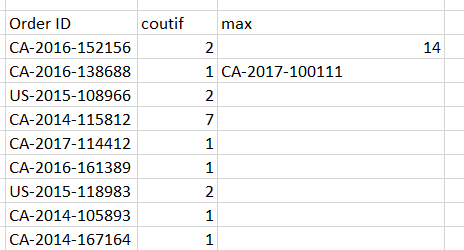 Order ID coutif max
CA-2016-152156 2 14
CA-2016-138688 1 CA-2017-100111
US-2015-108966 2
CA-2014-115812 7
CA-2017-114412 1
CA-2016-161389 1
US-2015-118983 2
CA-2014-105893 1
CA-2014-167164 1